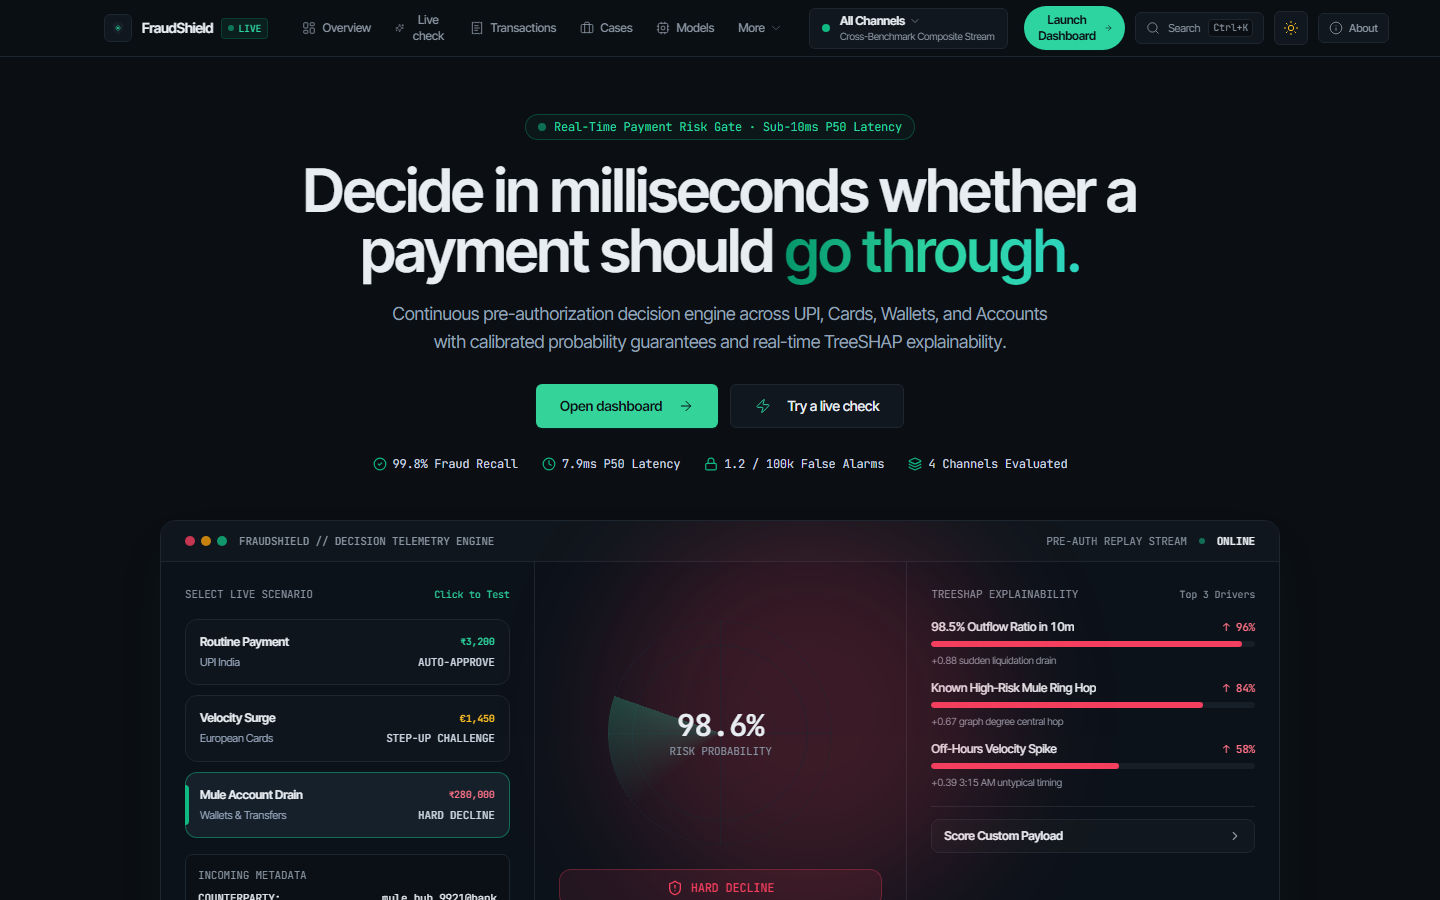 FraudShield LIVE Overview Live check Transactions Cases Models More All Channels Launch Dashboard Search Ctrl+K About
Cross-Benchmark Composite Stream
Real-Time Payment Risk Gate · Sub-10ms P50 Latency
Decide in milliseconds whether a
payment should go through.
Continuous pre-authorization decision engine across UPI, Cards, Wallets, and Accounts
with calibrated probability guarantees and real-time TreeSHAP explainability.
Open dashboard → Try a live check
99.8% Fraud Recall 7.9ms P50 Latency 1.2 / 100k False Alarms 4 Channels Evaluated
FRAUDSHIELD // DECISION TELEMETRY ENGINE PRE-AUTH REPLAY STREAM ONLINE
SELECT LIVE SCENARIO Click to Test
Routine Payment ₹3,200
UPI India AUTO-APPROVE
Velocity Surge €1,450
European Cards STEP-UP CHALLENGE
Mule Account Drain ₹280,000
Wallets & Transfers HARD DECLINE
INCOMING METADATA
COUNTERPARTY: mule_hub_99210@bank
98.6%
RISK PROBABILITY
HARD DECLINE
TREESHAP EXPLAINABILITY Top 3 Drivers
98.5% Outflow Ratio in 10m ↑ 96%
+0.88 sudden liquidation drain
Known High-Risk Mule Ring Hop ↑ 84%
+0.67 graph degree central hop
Off-Hours Velocity Spike ↑ 58%
+0.39 3:15 AM untypical timing
Score Custom Payload